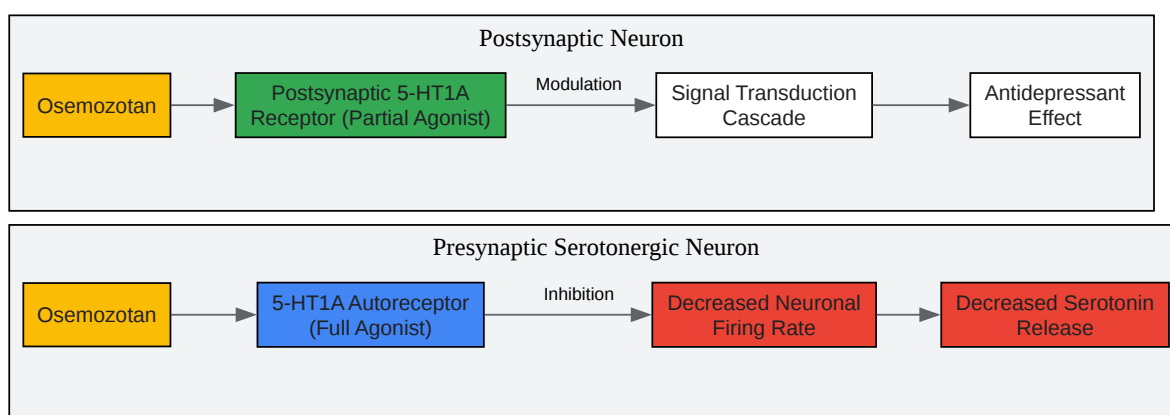 Postsynaptic Neuron
Osemozotan
Postsynaptic 5-HT1A
Receptor (Partial Agonist)
Modulation
Signal Transduction
Cascade
Antidepressant
Effect
Presynaptic Serotonergic Neuron
Osemozotan
5-HT1A Autoreceptor
(Full Agonist)
Inhibition
Decreased Neuronal
Firing Rate
Decreased Serotonin
Release